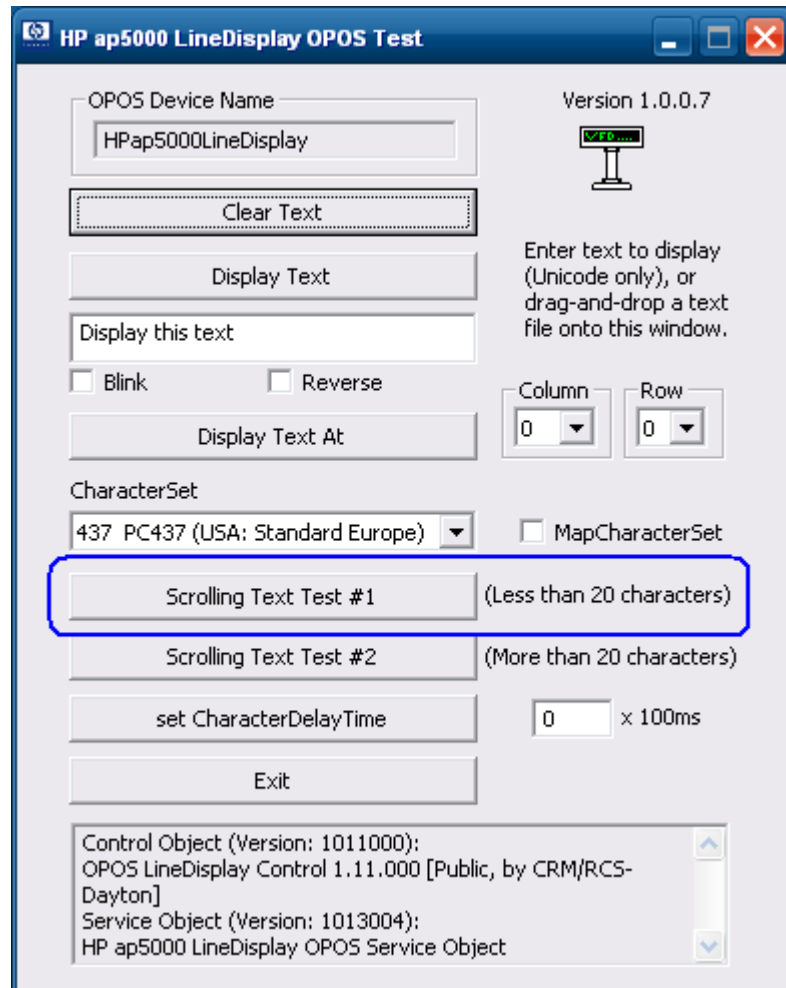 HP ap5000 LineDisplay OPOS Test
OPOS Device Name
Version 1.0.0.7
HPap5000LineDisplay
VFD....
Clear Text
Display Text
Enter text to display
(Unicode only), or
drag-and-drop a text
file onto this window.
Display this text
Blink
Reverse
Column
Row
0
0
Display Text At
CharacterSet
437 PC437 (USA: Standard Europe)
MapCharacterSet
Scrolling Text Test #1
(Less than 20 characters)
Scrolling Text Test #2
(More than 20 characters)
set CharacterDelayTime
0
x 100ms
Exit
Control Object (Version: 1011000):
OPOS LineDisplay Control 1.11.000 [Public, by CRM/RCS-
Dayton]
Service Object (Version: 1013004):
HP ap5000 LineDisplay OPOS Service Object